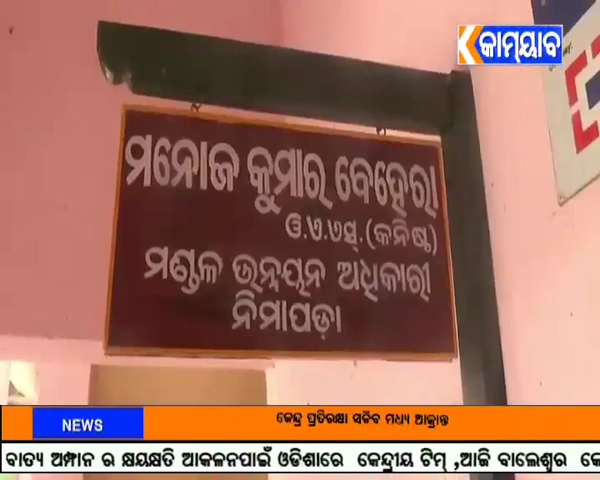 କାମୟାବ
ମନୋଜ କୁମାର ବେହେରା
ଓ.ଏ.ଏସ୍.(କନିଷ୍ଠ)
ମଣ୍ଡଳ ଉନ୍ନୟନ ଅଧିକାରୀ
ନିମାପଡ଼ା
NEWS
କେନ୍ଦ୍ର ପ୍ରତିରକ୍ଷା ସଚିବ ମଧ୍ୟ ଆକ୍ରାନ୍ତ
ବାତ୍ୟା ଅମ୍ଫାନ ର କ୍ଷୟକ୍ଷତି ଆକଳନପାଇଁ ଓଡିଶାରେ କେନ୍ଦ୍ରୀୟ ଟିମ୍ ,ଆଜି ବାଲେଶ୍ୱର